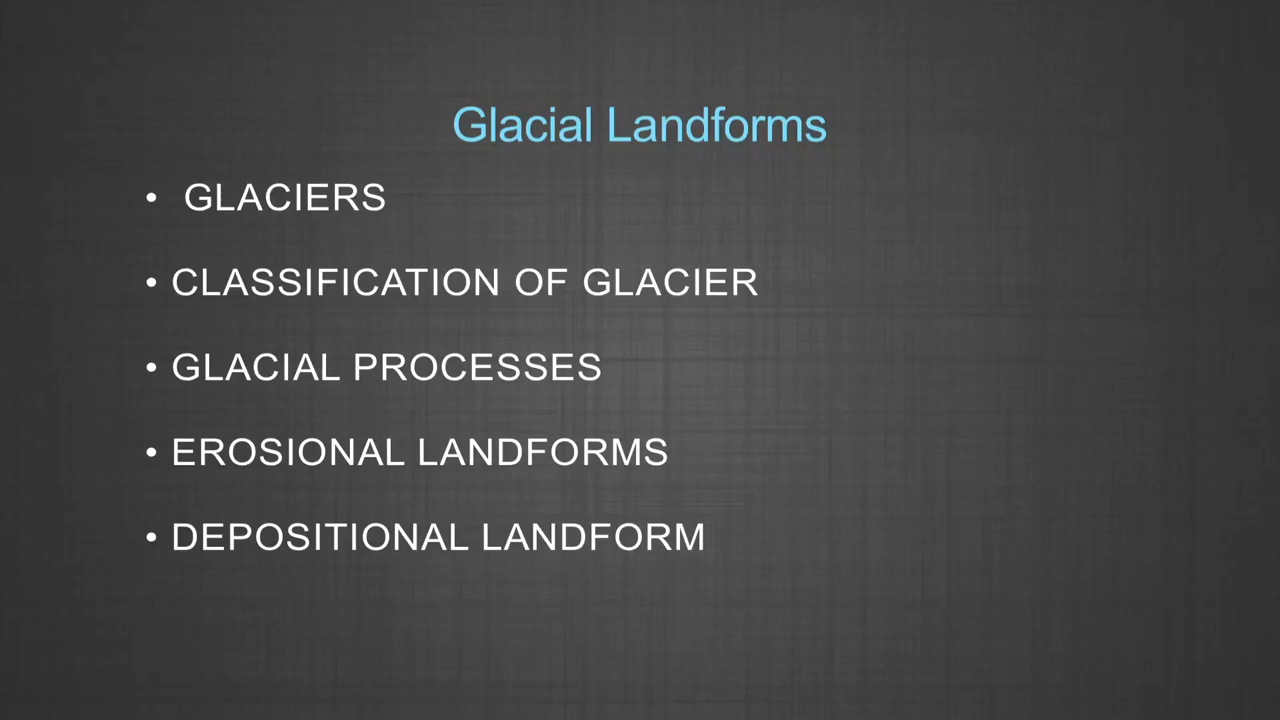 Glacial Landforms
• GLACIERS
• CLASSIFICATION OF GLACIER
• GLACIAL PROCESSES
• EROSIONAL LANDFORMS
• DEPOSITIONAL LANDFORM